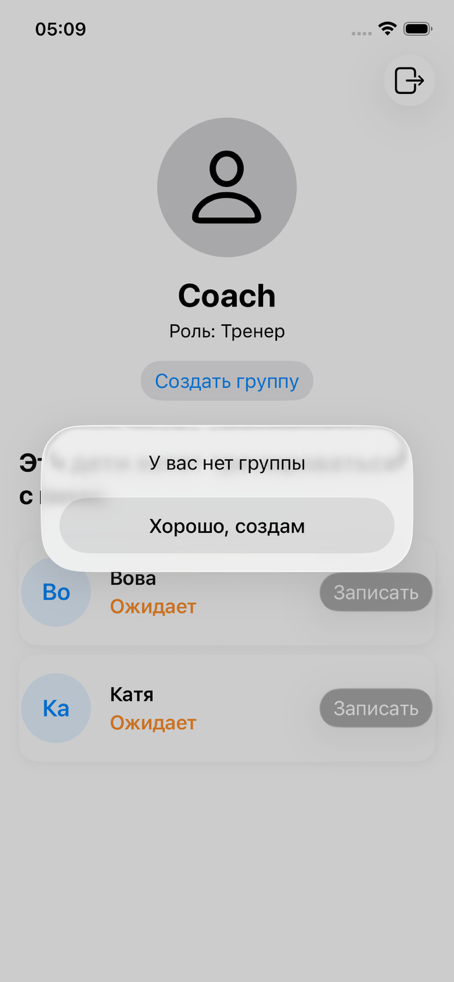 05:09
Coach
Роль: Тренер
Создать группу
У вас нет группы
с
Хорошо, создам
Во
Вова
Ожидает
Записать
Ка
Катя
Ожидает
Записать